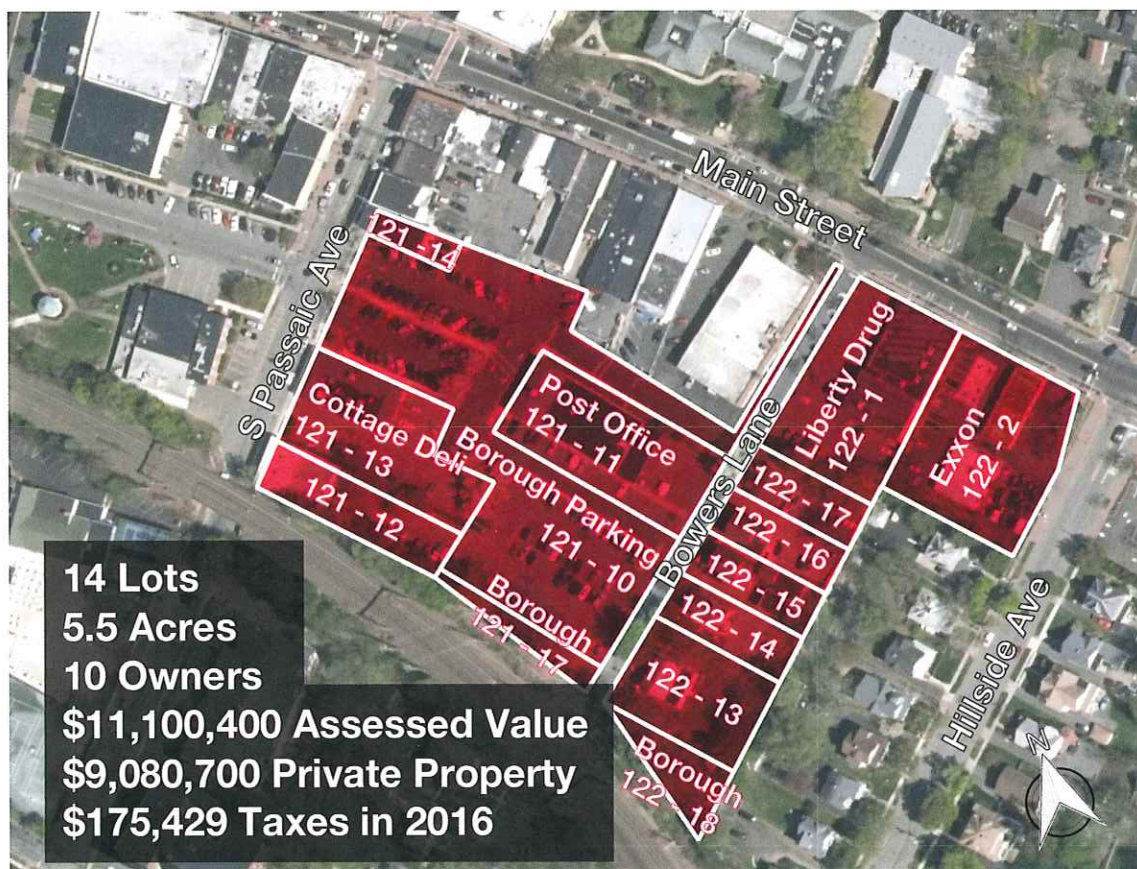 Main Street
S Passaic Ave
121 - 14
Cottage Deli
121 - 13
121 - 12
Post Office
121 - 11
Borough Parking
121 - 10
Borough
121 - 17
Bowers Lane
Liberty Drug
122 - 1
Exxon
122 - 2
122 - 17
122 - 16
122 - 15
122 - 14
122 - 13
Borough
122 - 18
Hillside Ave
N
14 Lots
5.5 Acres
10 Owners
$11,100,400 Assessed Value
$9,080,700 Private Property
$175,429 Taxes in 2016